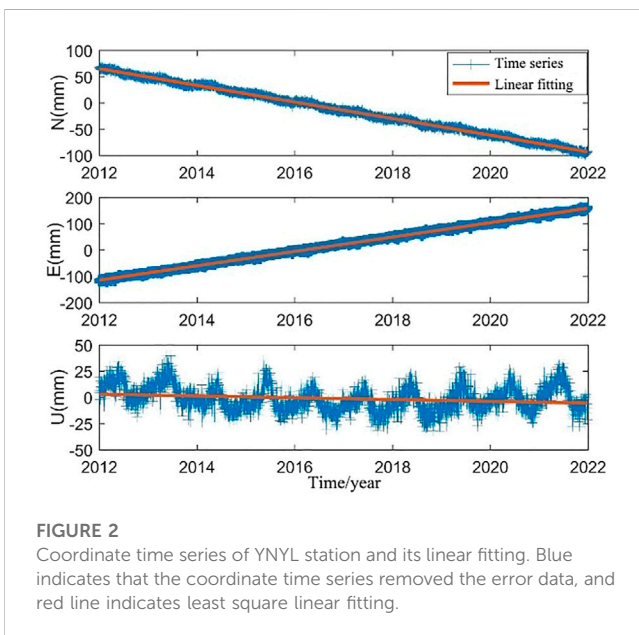 100
50
0
-50
-100
N(mm)
Time series
Linear fitting
2012 2014 2016 2018 2020 2022
200
100
0
-100
-200
E(mm)
2012 2014 2016 2018 2020 2022
50
25
0
-25
-50
U(mm)
2012 2014 2016 2018 2020 2022
Time/year
FIGURE 2
Coordinate time series of YNYL station and its linear fitting. Blue
indicates that the coordinate time series removed the error data, and
red line indicates least square linear fitting.